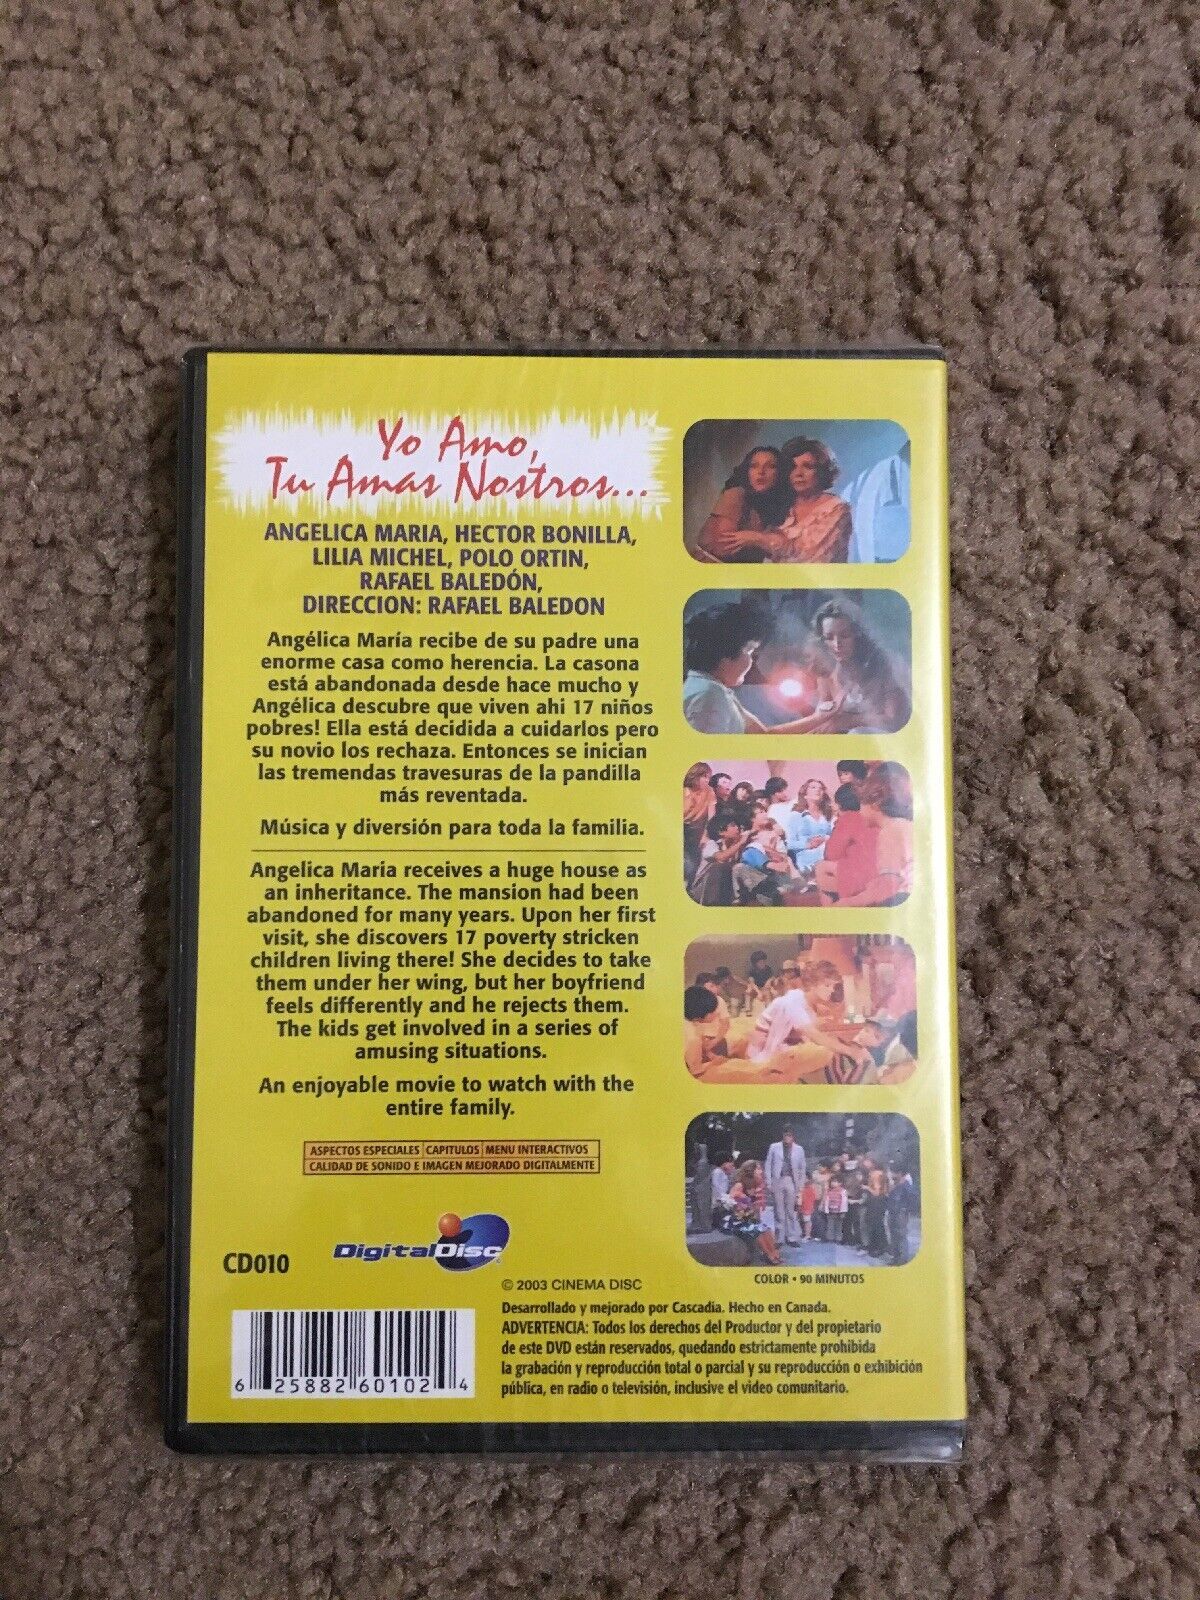 Yo Amo,
Tu Amas Nostros...
ANGELICA MARIA, HECTOR BONILLA,
LILIA MICHEL, POLO ORTIN,
RAFAEL BALEDÓN,
DIRECCION: RAFAEL BALEDON
Angélica María recibe de su padre una
enorme casa como herencia. La casona
está abandonada desde hace mucho y
Angélica descubre que viven ahi 17 niños
pobres! Ella está decidida a cuidarlos pero
su novio los rechaza. Entonces se inician
las tremendas travesuras de la pandilla
más reventada.
Música y diversión para toda la familia.
Angelica Maria receives a huge house as
an inheritance. The mansion had been
abandoned for many years. Upon her first
visit, she discovers 17 poverty stricken
children living there! She decides to take
them under her wing, but her boyfriend
feels differently and he rejects them.
The kids get involved in a series of
amusing situations.
An enjoyable movie to watch with the
entire family.
ASPECTOS ESPECIALES CAPITULOS MENU INTERACTIVOS
CALIDAD DE SONIDO E IMAGEN MEJORADO DIGITALMENTE
DigitalDisc
CD010
COLOR • 90 MINUTOS
© 2003 CINEMA DISC
Desarrollado y mejorado por Cascadia. Hecho en Canada.
ADVERTENCIA: Todos los derechos del Productor y del propietario
de este DVD están reservados, quedando estrictamente prohibida
la grabación y reproducción total o parcial y su reproducción o exhibición
pública, en radio o televisión, inclusive el video comunitario.
6 25882 60102 4